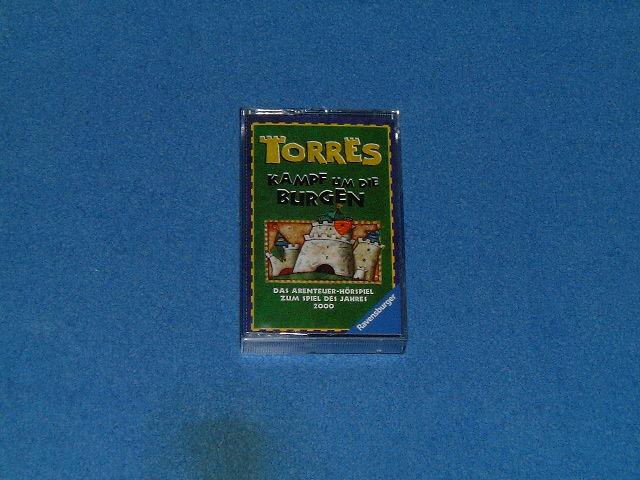 TORRES
KAMPF UM DIE
BURGEN
DAS ABENTEUER-HÖRSPIEL
ZUM SPIEL DES JAHRES
2000
Ravensburger